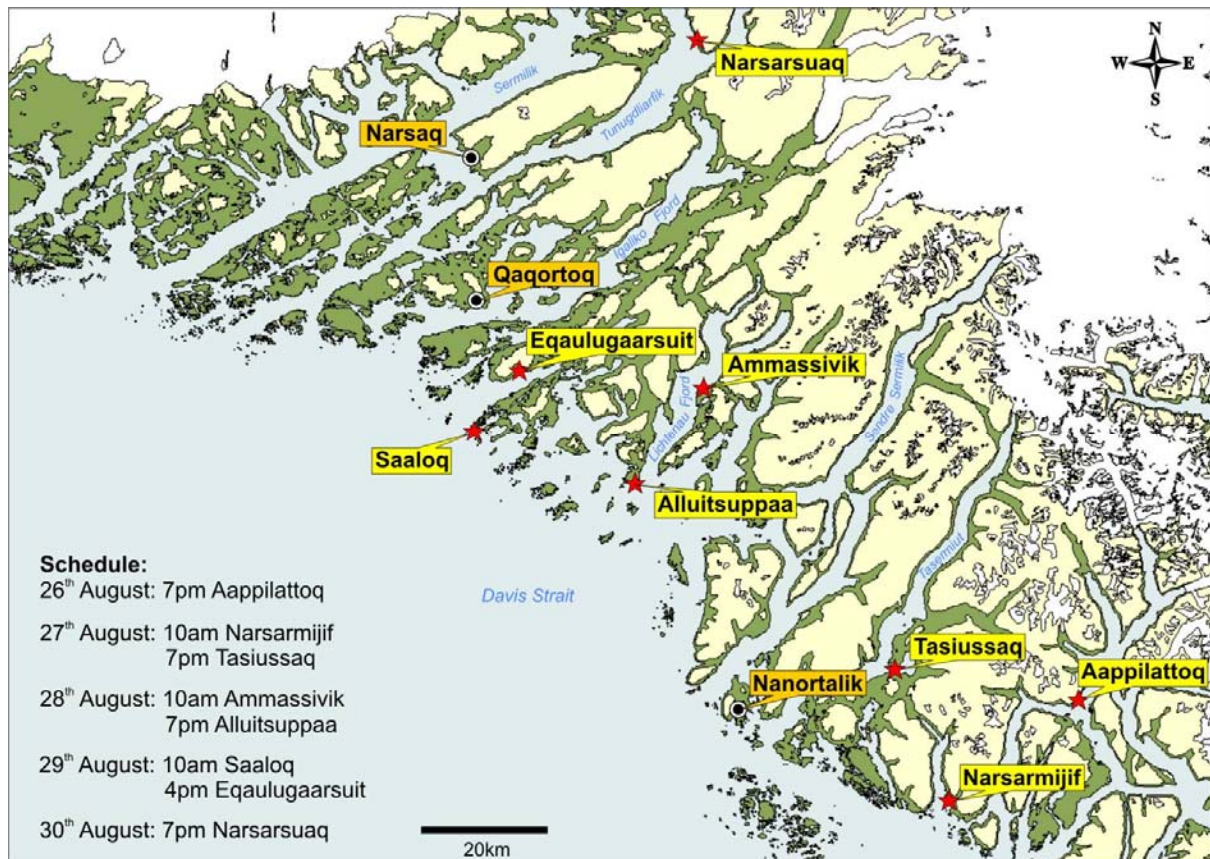 N
W E
S
Narsarsuaq
Sermilik
Tunugdliarfik
Narsaq
Igaliko Fjord
Qaqortoq
Eqaulugaarsuit
Ammassivik
Lichtenau Fjord
Søndre Sermilik
Saaloq
Alluitsuppaa
Tasermiut
Davis Strait
Tasiussaq
Aappilattoq
Nanortalik
Narsarmijif
Schedule:
26th August: 7pm Aappilattoq
27th August: 10am Narsarmijif
7pm Tasiussaq
28th August: 10am Ammassivik
7pm Alluitsuppaa
29th August: 10am Saaloq
4pm Eqaulugaarsuit
30th August: 7pm Narsarsuaq
20km